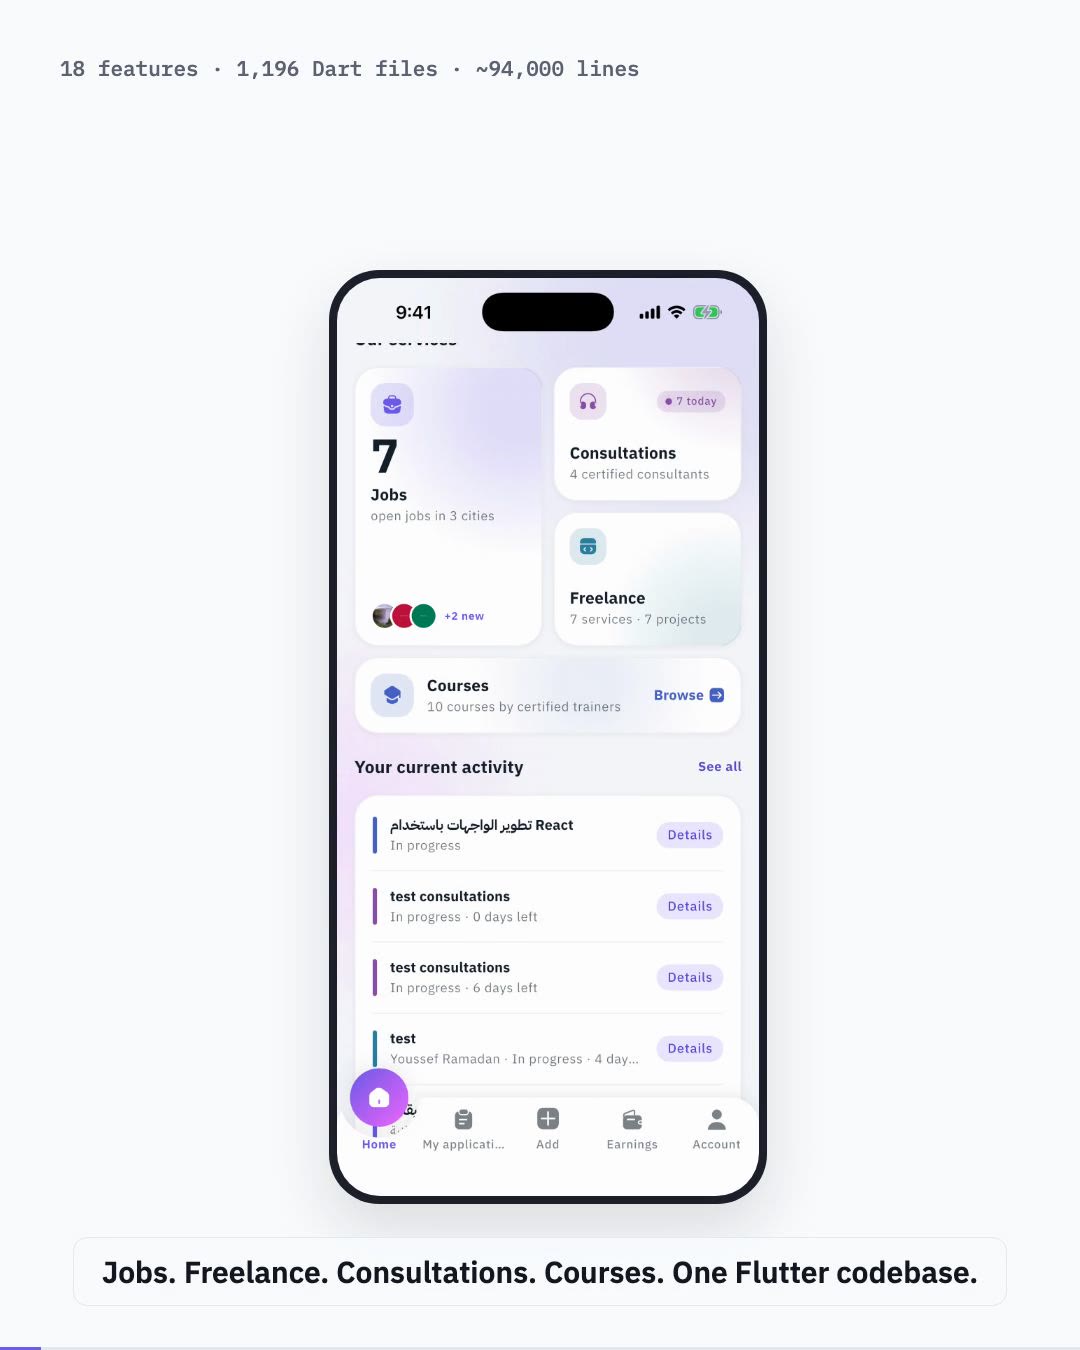 18 features · 1,196 Dart files · ~94,000 lines
9:41
Our services
7
Jobs
open jobs in 3 cities
+2 new
7 today
Consultations
4 certified consultants
Freelance
7 services · 7 projects
Courses
10 courses by certified trainers
Browse
Your current activity
See all
تطوير الواجهات باستخدام React
In progress
Details
test consultations
In progress · 0 days left
Details
test consultations
In progress · 6 days left
Details
test
Youssef Ramadan · In progress · 4 day...
Details
Home
My applicati...
Add
Earnings
Account
Jobs. Freelance. Consultations. Courses. One Flutter codebase.